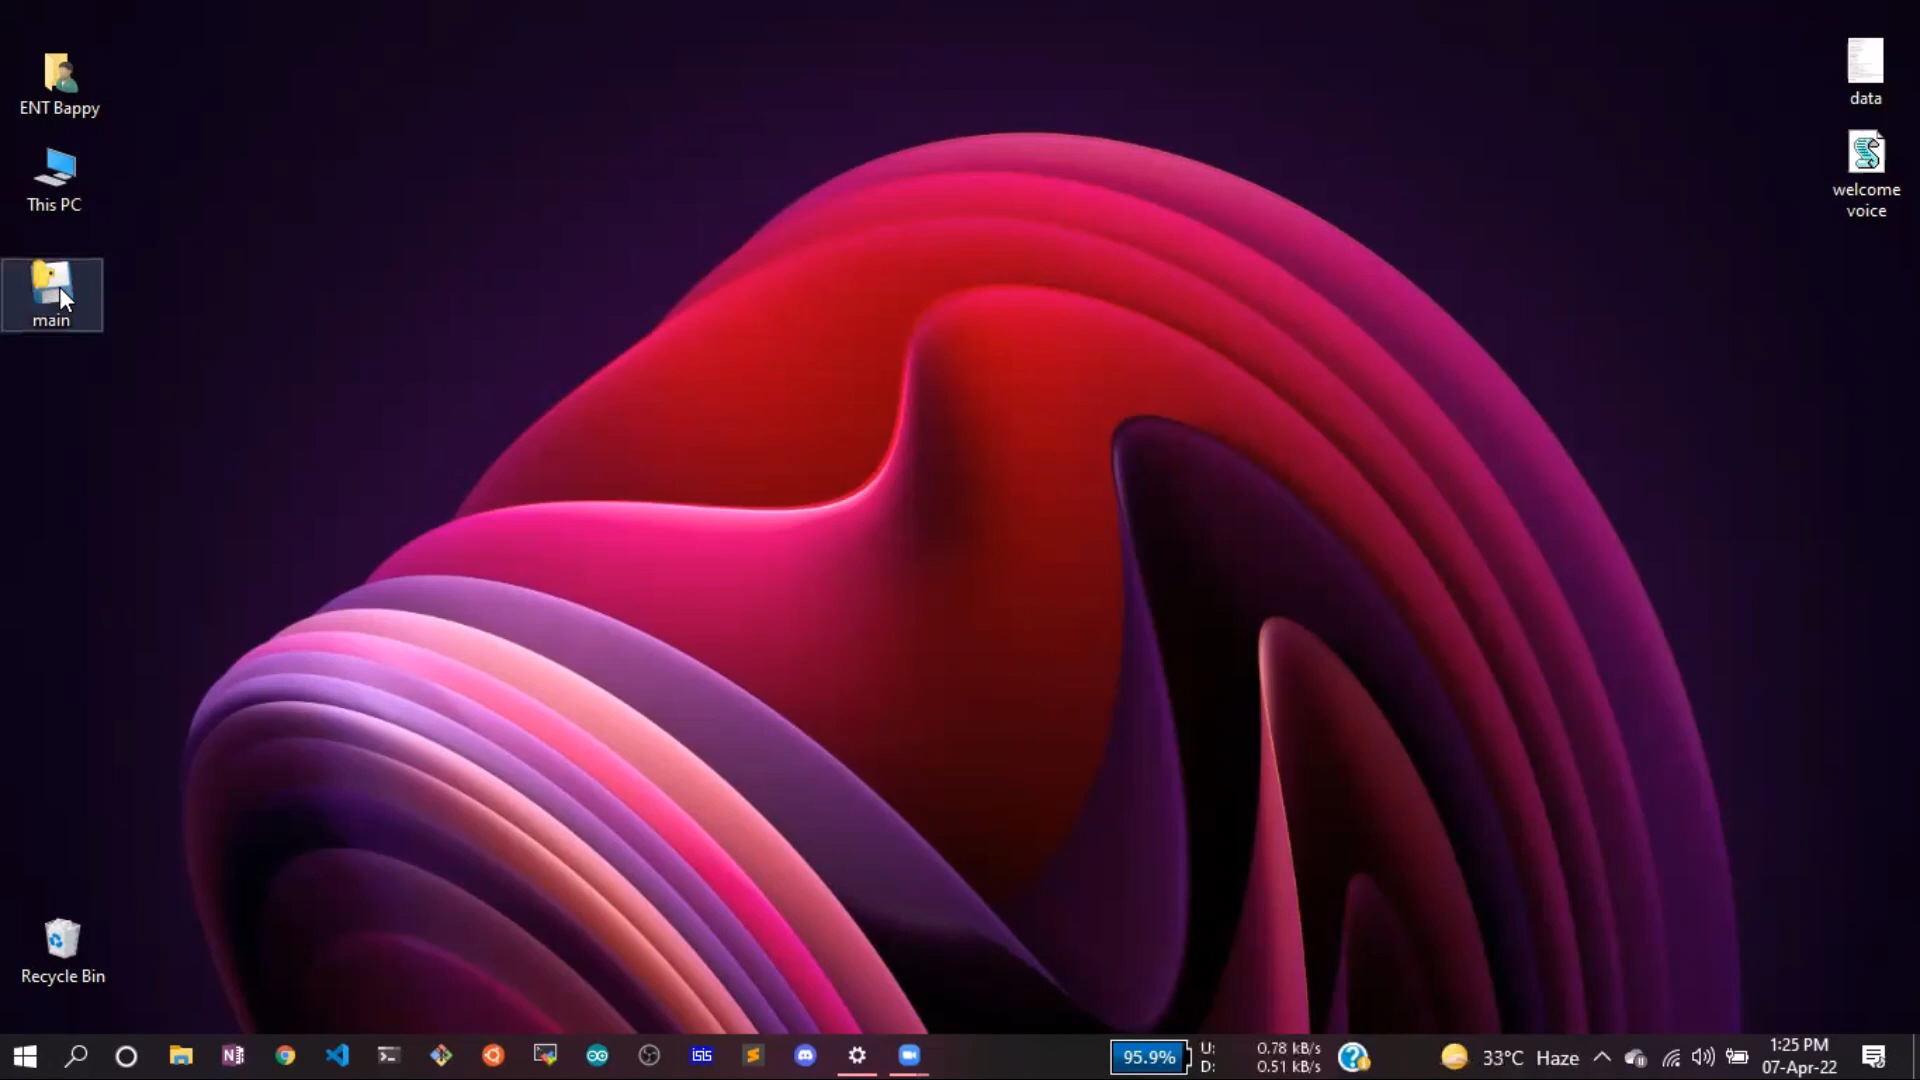 ENT Bappy
This PC
main
Recycle Bin
data
welcome
voice
N
isis
95.9%
U: 0.78 kB/s
D: 0.51 kB/s
33°C Haze
1:25 PM
07-Apr-22